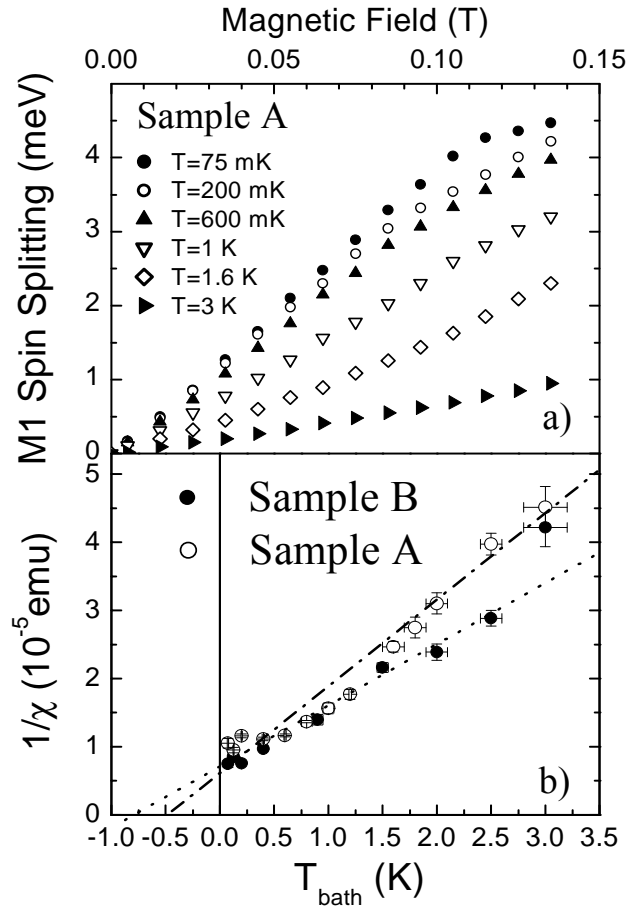 Magnetic Field (T)
0.00 0.05 0.10 0.15
M1 Spin Splitting (meV)
4
3
2
1
0
Sample A
T=75 mK
T=200 mK
T=600 mK
T=1 K
T=1.6 K
T=3 K
a)
1/χ (10⁻⁵emu)
5
4
3
2
1
0
Sample B
Sample A
b)
-1.0 -0.5 0.0 0.5 1.0 1.5 2.0 2.5 3.0 3.5
T_bath (K)